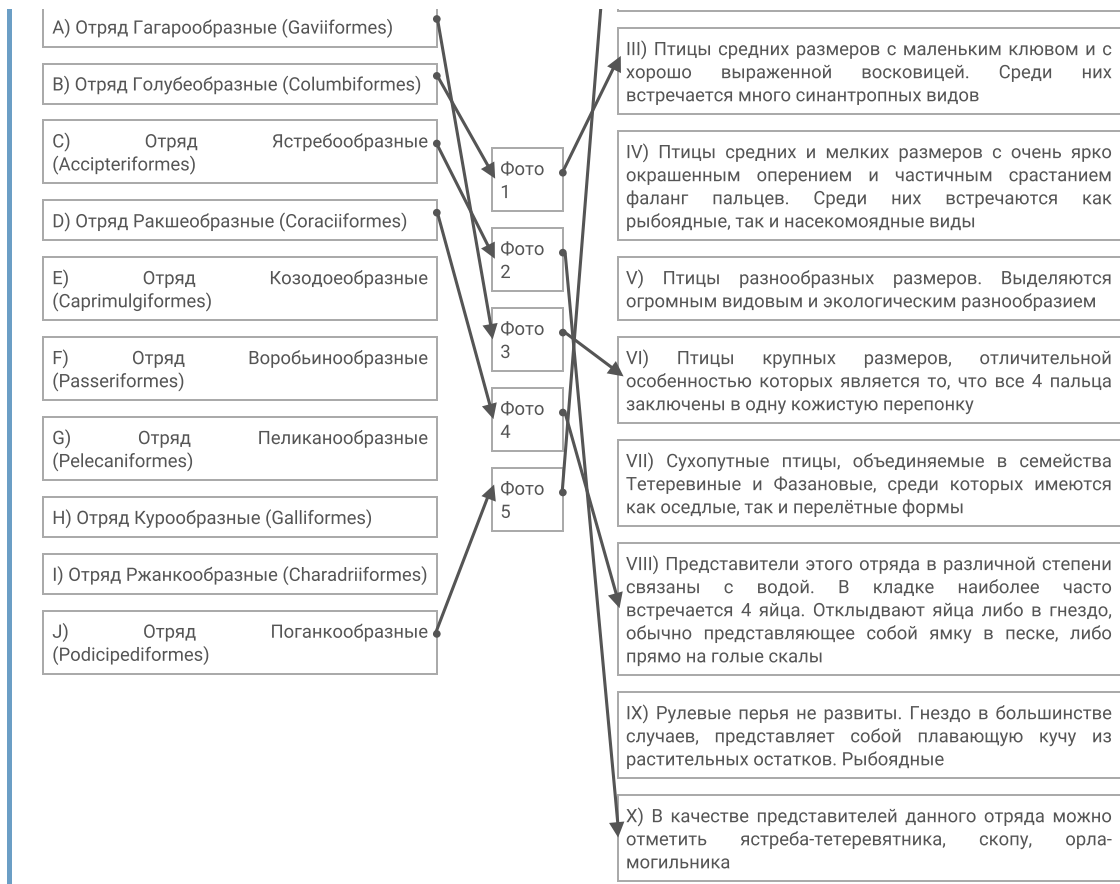 A) Отряд Гагарообразные (Gaviiformes)
B) Отряд Голубеобразные (Columbiformes)
C) Отряд Ястребообразные
(Accipteriformes)
D) Отряд Ракшеобразные (Coraciiformes)
E) Отряд Козодоеобразные
(Caprimulgiformes)
F) Отряд Воробьинообразные
(Passeriformes)
G) Отряд Пеликанообразные
(Pelecaniformes)
H) Отряд Курообразные (Galliformes)
I) Отряд Ржанкообразные (Charadriiformes)
J) Отряд Поганкообразные
(Podicipediformes)
Фото
1
Фото
2
Фото
3
Фото
4
Фото
5
III) Птицы средних размеров с маленьким клювом и с
хорошо выраженной восковицей. Среди них
встречается много синантропных видов
IV) Птицы средних и мелких размеров с очень ярко
окрашенным оперением и частичным срастанием
фаланг пальцев. Среди них встречаются как
рыбоядные, так и насекомоядные виды
V) Птицы разнообразных размеров. Выделяются
огромным видовым и экологическим разнообразием
VI) Птицы крупных размеров, отличительной
особенностью которых является то, что все 4 пальца
заключены в одну кожистую перепонку
VII) Сухопутные птицы, объединяемые в семейства
Тетеревиные и Фазановые, среди которых имеются
как оседлые, так и перелётные формы
VIII) Представители этого отряда в различной степени
связаны с водой. В кладке наиболее часто
встречается 4 яйца. Отклыдвают яйца либо в гнездо,
обычно представляющее собой ямку в песке, либо
прямо на голые скалы
IX) Рулевые перья не развиты. Гнездо в большинстве
случаев, представляет собой плавающую кучу из
растительных остатков. Рыбоядные
X) В качестве представителей данного отряда можно
отметить ястреба-тетеревятника, скопу, орла-
могильника